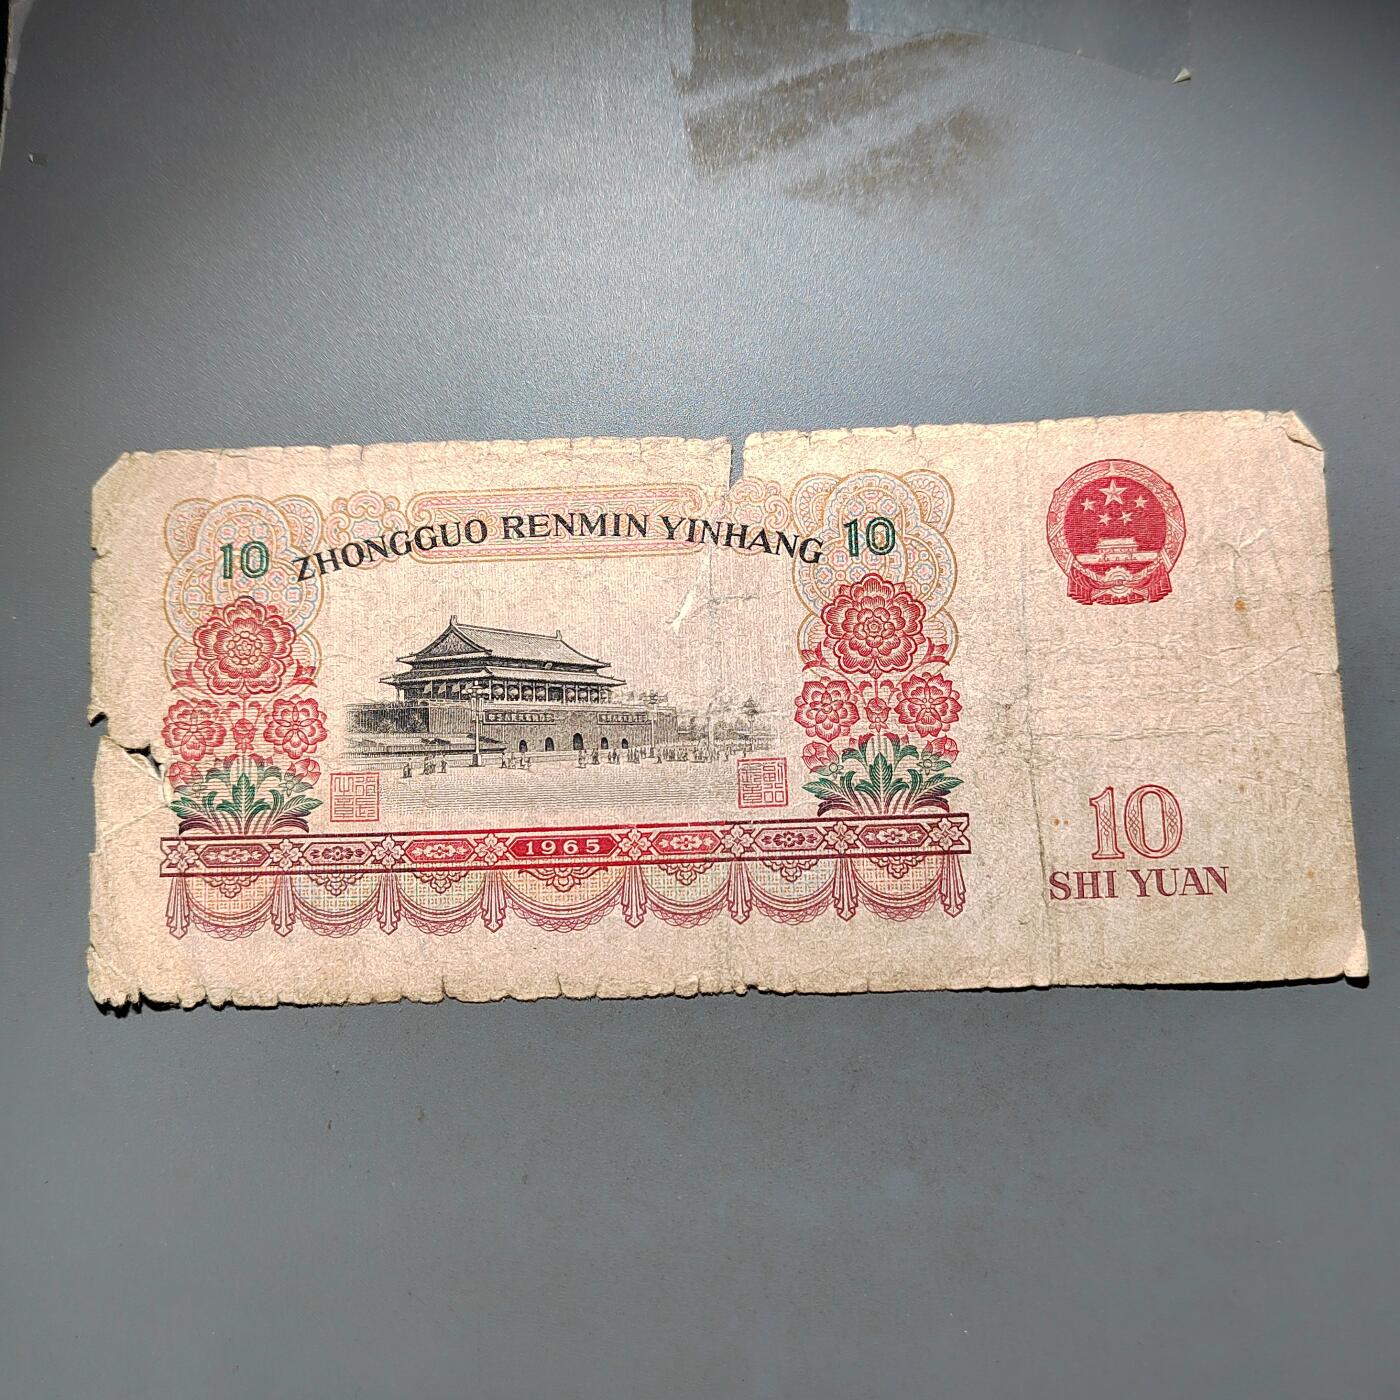 10 ZHONGGUO RENMIN YINHANG 10
1965
10
SHI YUAN